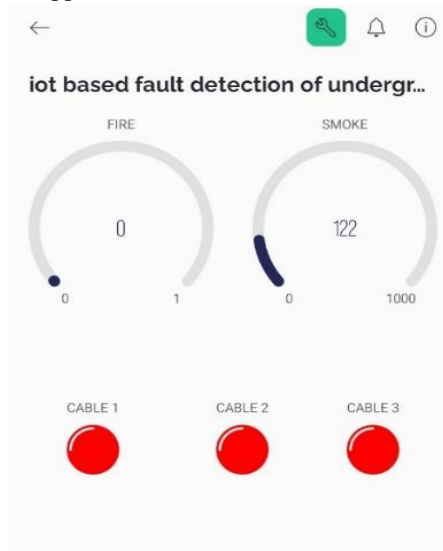 iot based fault detection of undergr...
FIRE SMOKE
0 122
0 1 0 1000
CABLE 1 CABLE 2 CABLE 3